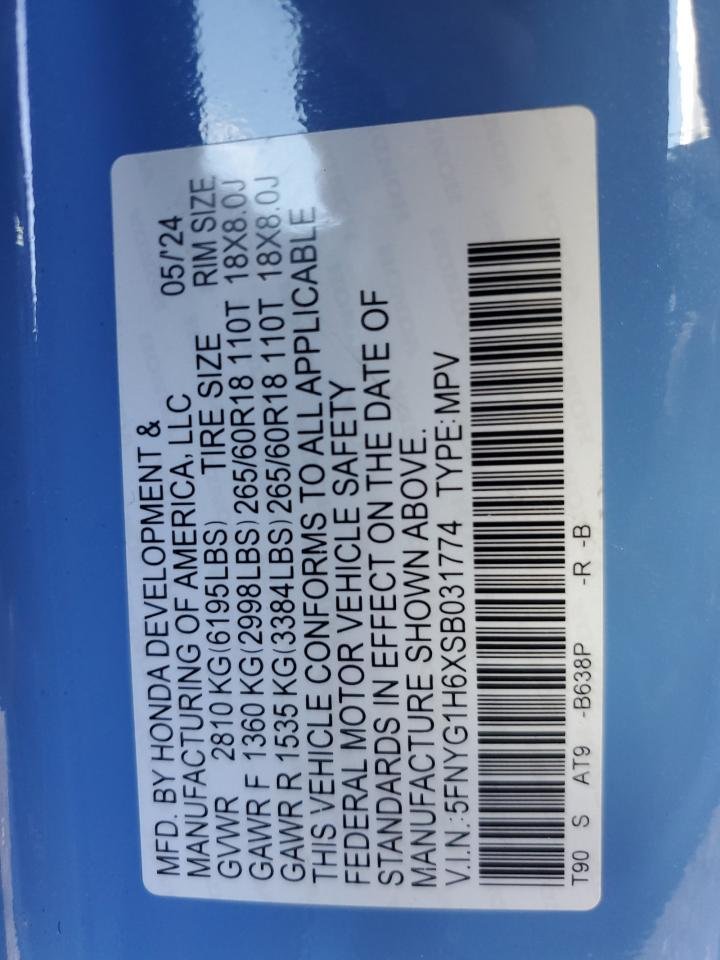 MFD. BY HONDA DEVELOPMENT &
MANUFACTURING OF AMERICA, LLC 05/'24
GVWR 2810 KG(6195LBS) TIRE SIZE RIM SIZE
GAWR F 1360 KG(2998LBS) 265/60R18 110T 18X8.0J
GAWR R 1535 KG(3384LBS) 265/60R18 110T 18X8.0J
THIS VEHICLE CONFORMS TO ALL APPLICABLE
FEDERAL MOTOR VEHICLE SAFETY
STANDARDS IN EFFECT ON THE DATE OF
MANUFACTURE SHOWN ABOVE.
V.I.N.:5FNYG1H6XSB031774 TYPE:MPV
T90 S AT9 -B638P -R -B